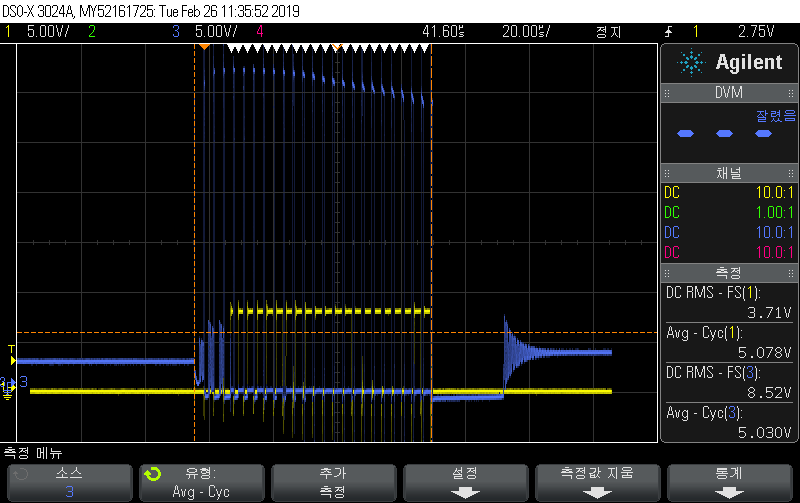 DSO-X 3024A, MY52161725: Tue Feb 26 11:35:52 2019
1 5.00V/ 2 3 5.00V/ 4 41.60s/ 20.00s/ 정지 1 2.75V
Agilent
DVM
잘렸음
채널
DC 10.0:1
DC 1.00:1
DC 10.0:1
DC 10.0:1
측정
DC RMS - FS(1):
3.71V
Avg - Cyc(1):
5.078V
DC RMS - FS(3):
8.52V
Avg - Cyc(3):
5.030V
T
3
측정 메뉴
소스
3
유형:
Avg - Cyc
추가
측정
설정
측정값 지움
통계